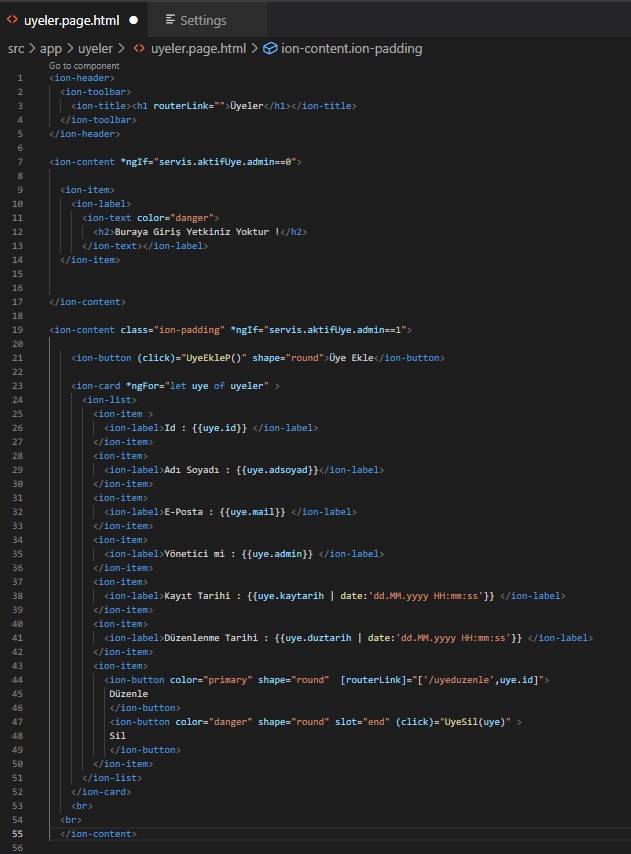 uyeler.page.html
Settings
src > app > uyeler > uyeler.page.html > ion-content.ion-padding
Go to component
1 <ion-header>
2 <ion-toolbar>
3 <ion-title><h1 routerLink="">Üyeler</h1></ion-title>
4 </ion-toolbar>
5 </ion-header>
6
7 <ion-content *ngIf="servis.aktifUye.admin==0">
8
9 <ion-item>
10 <ion-label>
11 <ion-text color="danger">
12 <h2>Buraya Giriş Yetkiniz Yoktur !</h2>
13 </ion-text></ion-label>
14 </ion-item>
15
16
17 </ion-content>
18
19 <ion-content class="ion-padding" *ngIf="servis.aktifUye.admin==1">
20
21 <ion-button (click)="UyeEkleP()" shape="round">Üye Ekle</ion-button>
22
23 <ion-card *ngFor="let uye of uyeler" >
24 <ion-list>
25 <ion-item >
26 <ion-label>Id : {{uye.id}} </ion-label>
27 </ion-item>
28 <ion-item>
29 <ion-label>Adı Soyadı : {{uye.adsoyad}}</ion-label>
30 </ion-item>
31 <ion-item>
32 <ion-label>E-Posta : {{uye.mail}} </ion-label>
33 </ion-item>
34 <ion-item>
35 <ion-label>Yönetici mi : {{uye.admin}} </ion-label>
36 </ion-item>
37 <ion-item>
38 <ion-label>Kayıt Tarihi : {{uye.kaytarih | date:'dd.MM.yyyy HH:mm:ss'}} </ion-label>
39 </ion-item>
40 <ion-item>
41 <ion-label>Düzenlenme Tarihi : {{uye.duztarih | date:'dd.MM.yyyy HH:mm:ss'}} </ion-label>
42 </ion-item>
43 <ion-item>
44 <ion-button color="primary" shape="round" [routerLink]="['/uyeduzenle',uye.id]">
45 Düzenle
46 </ion-button>
47 <ion-button color="danger" shape="round" slot="end" (click)="UyeSil(uye)" >
48 Sil
49 </ion-button>
50 </ion-item>
51 </ion-list>
52 </ion-card>
53 <br>
54 <br>
55 </ion-content>
56